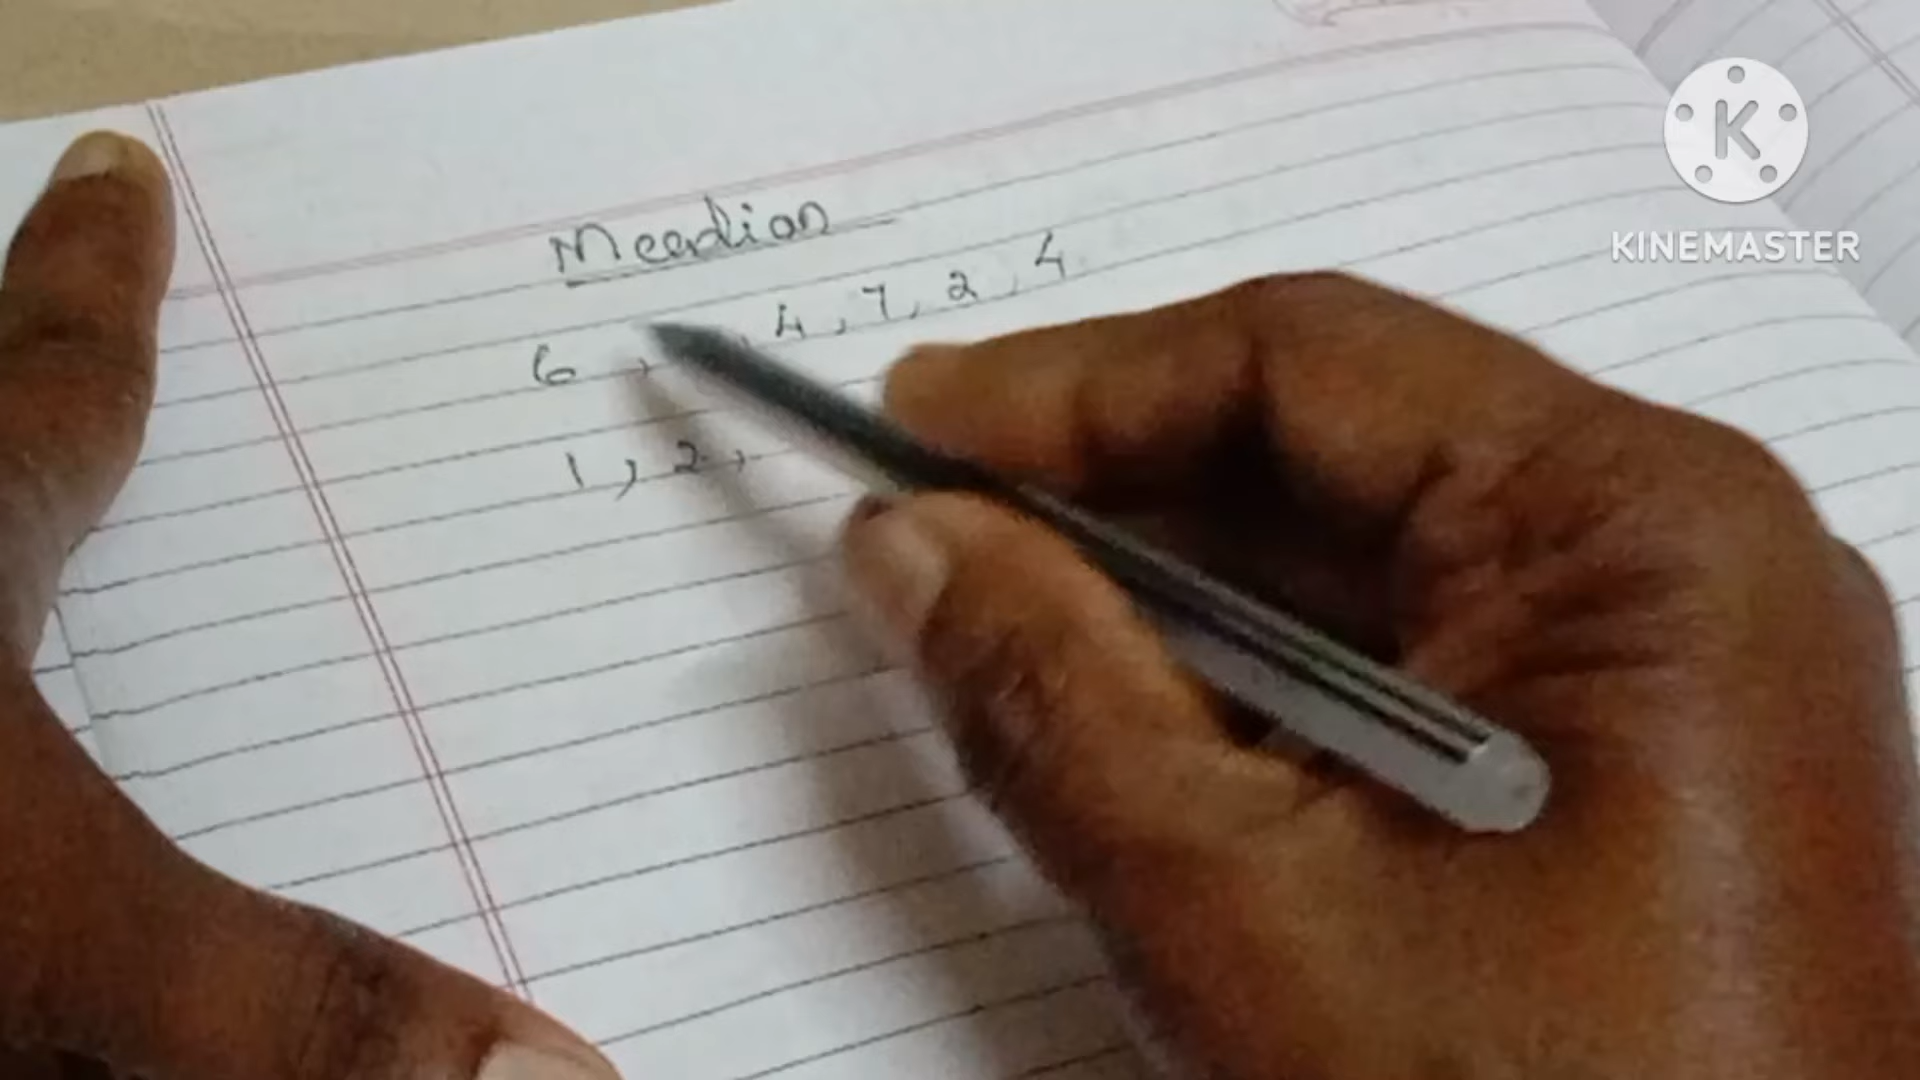 Meedian
6 , , 4 , 7 , 2 , 4
1 , 2 ,
K
KINEMASTER